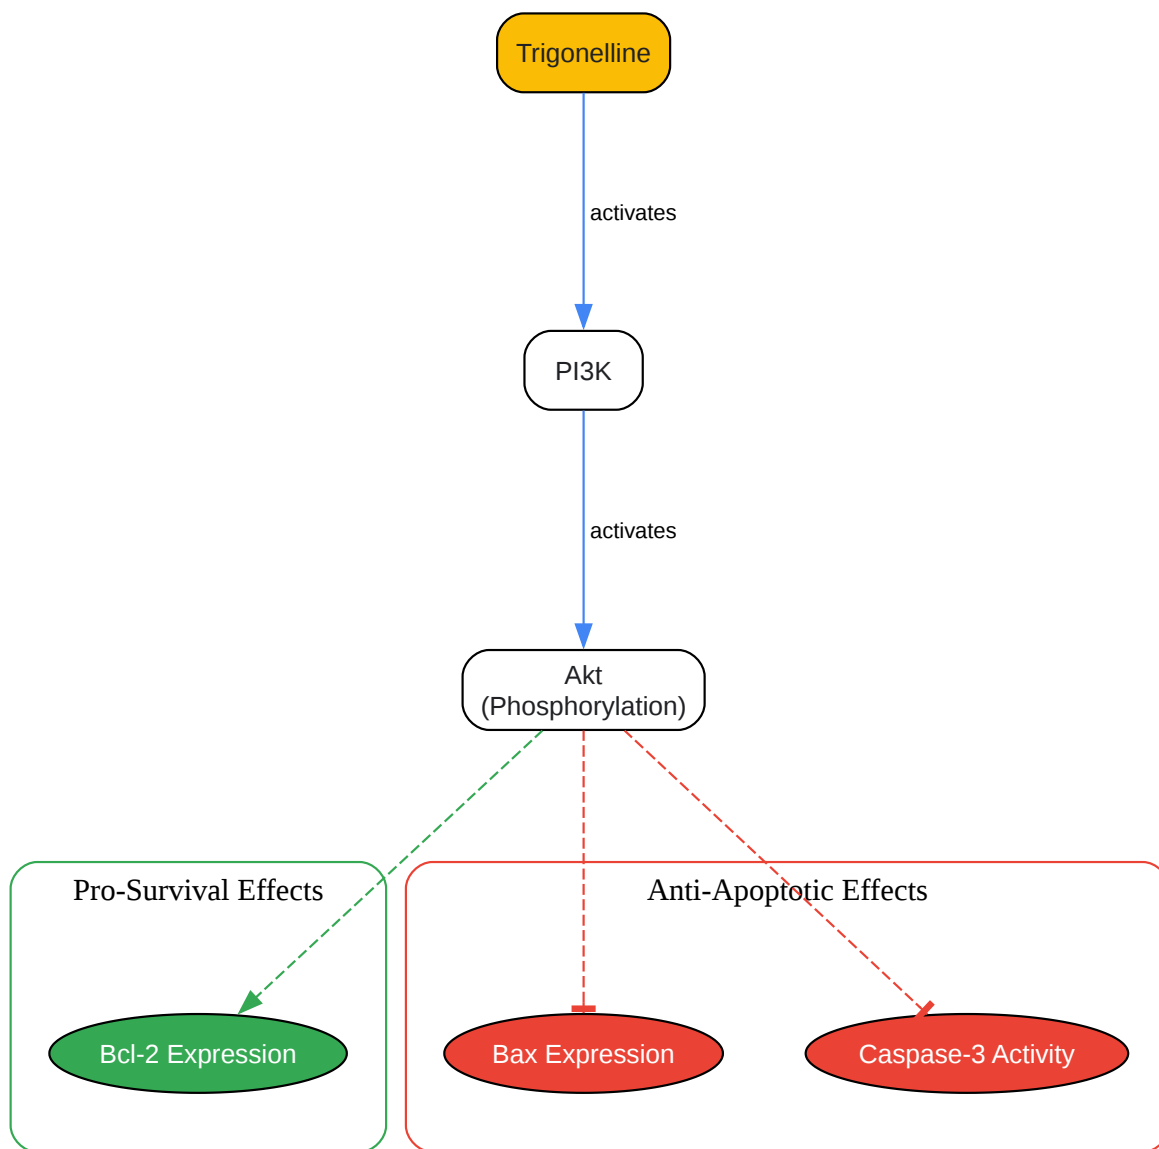 Trigonelline
activates
PI3K
activates
Akt
(Phosphorylation)
Pro-Survival Effects
Anti-Apoptotic Effects
Bcl-2 Expression
Bax Expression
Caspase-3 Activity